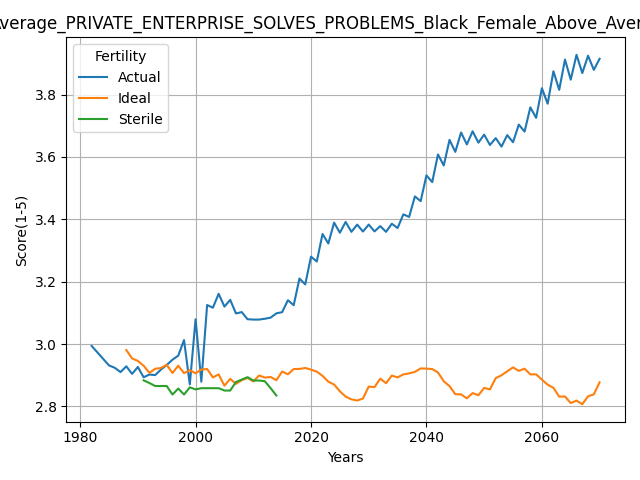 verage_PRIVATE_ENTERPRISE_SOLVES_PROBLEMS_Black_Female_Above_Aver
Fertility
Actual
Ideal
Sterile
Score(1-5)
3.8
3.6
3.4
3.2
3.0
2.8
1980
2000
2020
2040
2060
Years